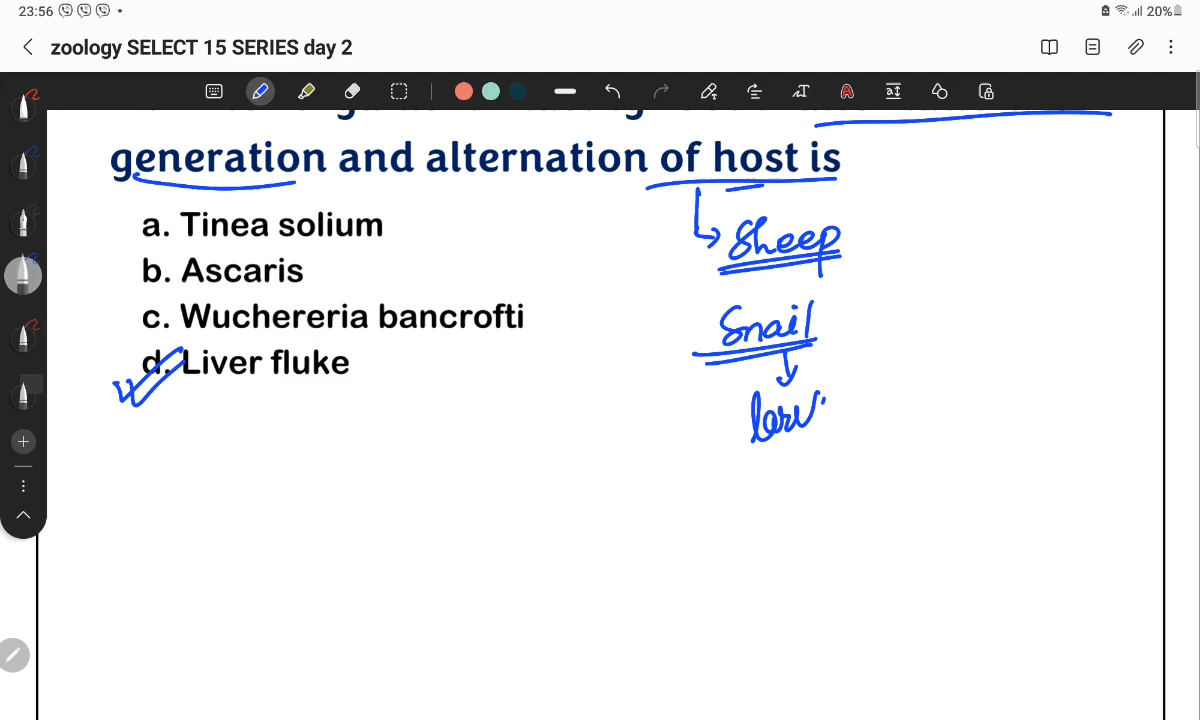 23:56 20%
zoology SELECT 15 SERIES day 2
generation and alternation of host is
a. Tinea solium
b. Ascaris
c. Wuchereria bancrofti
d. Liver fluke
Sheep
Snail
larv